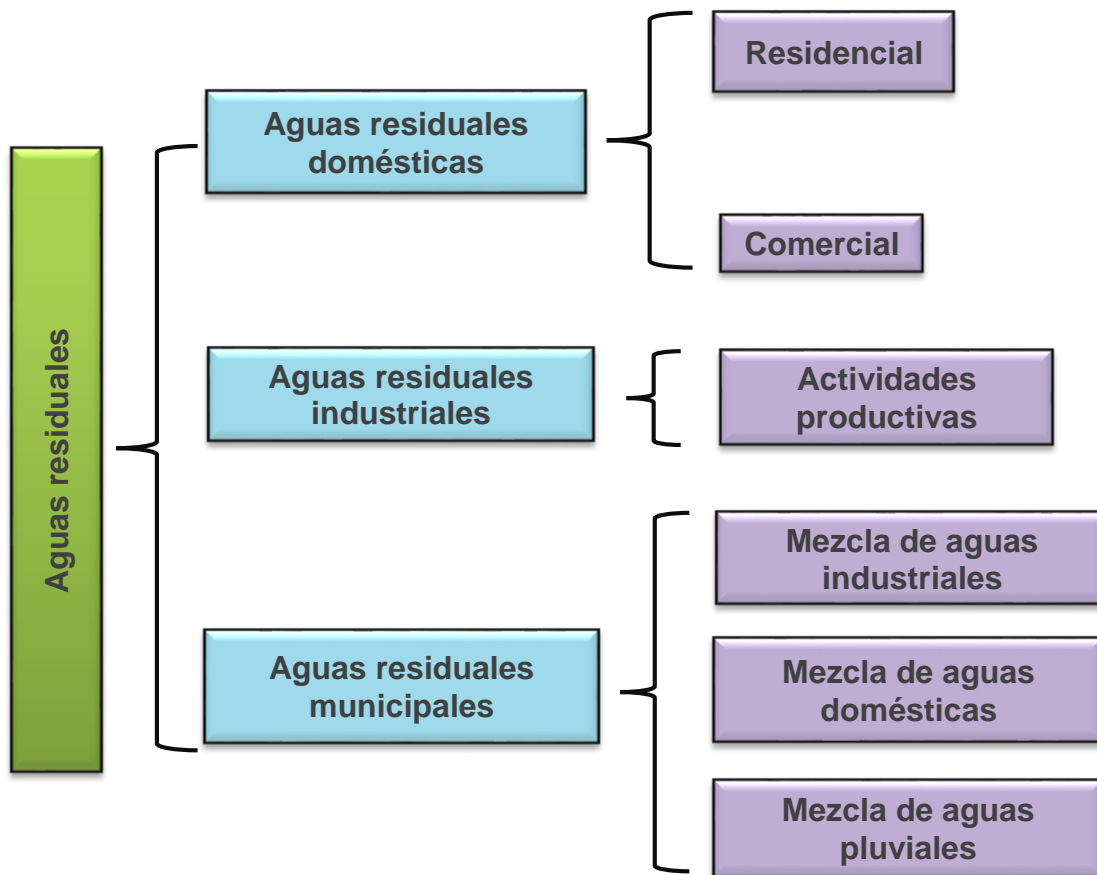 Aguas residuales
Aguas residuales
domésticas
Residencial
Comercial
Aguas residuales
industriales
Actividades
productivas
Aguas residuales
municipales
Mezcla de aguas
industriales
Mezcla de aguas
domésticas
Mezcla de aguas
pluviales